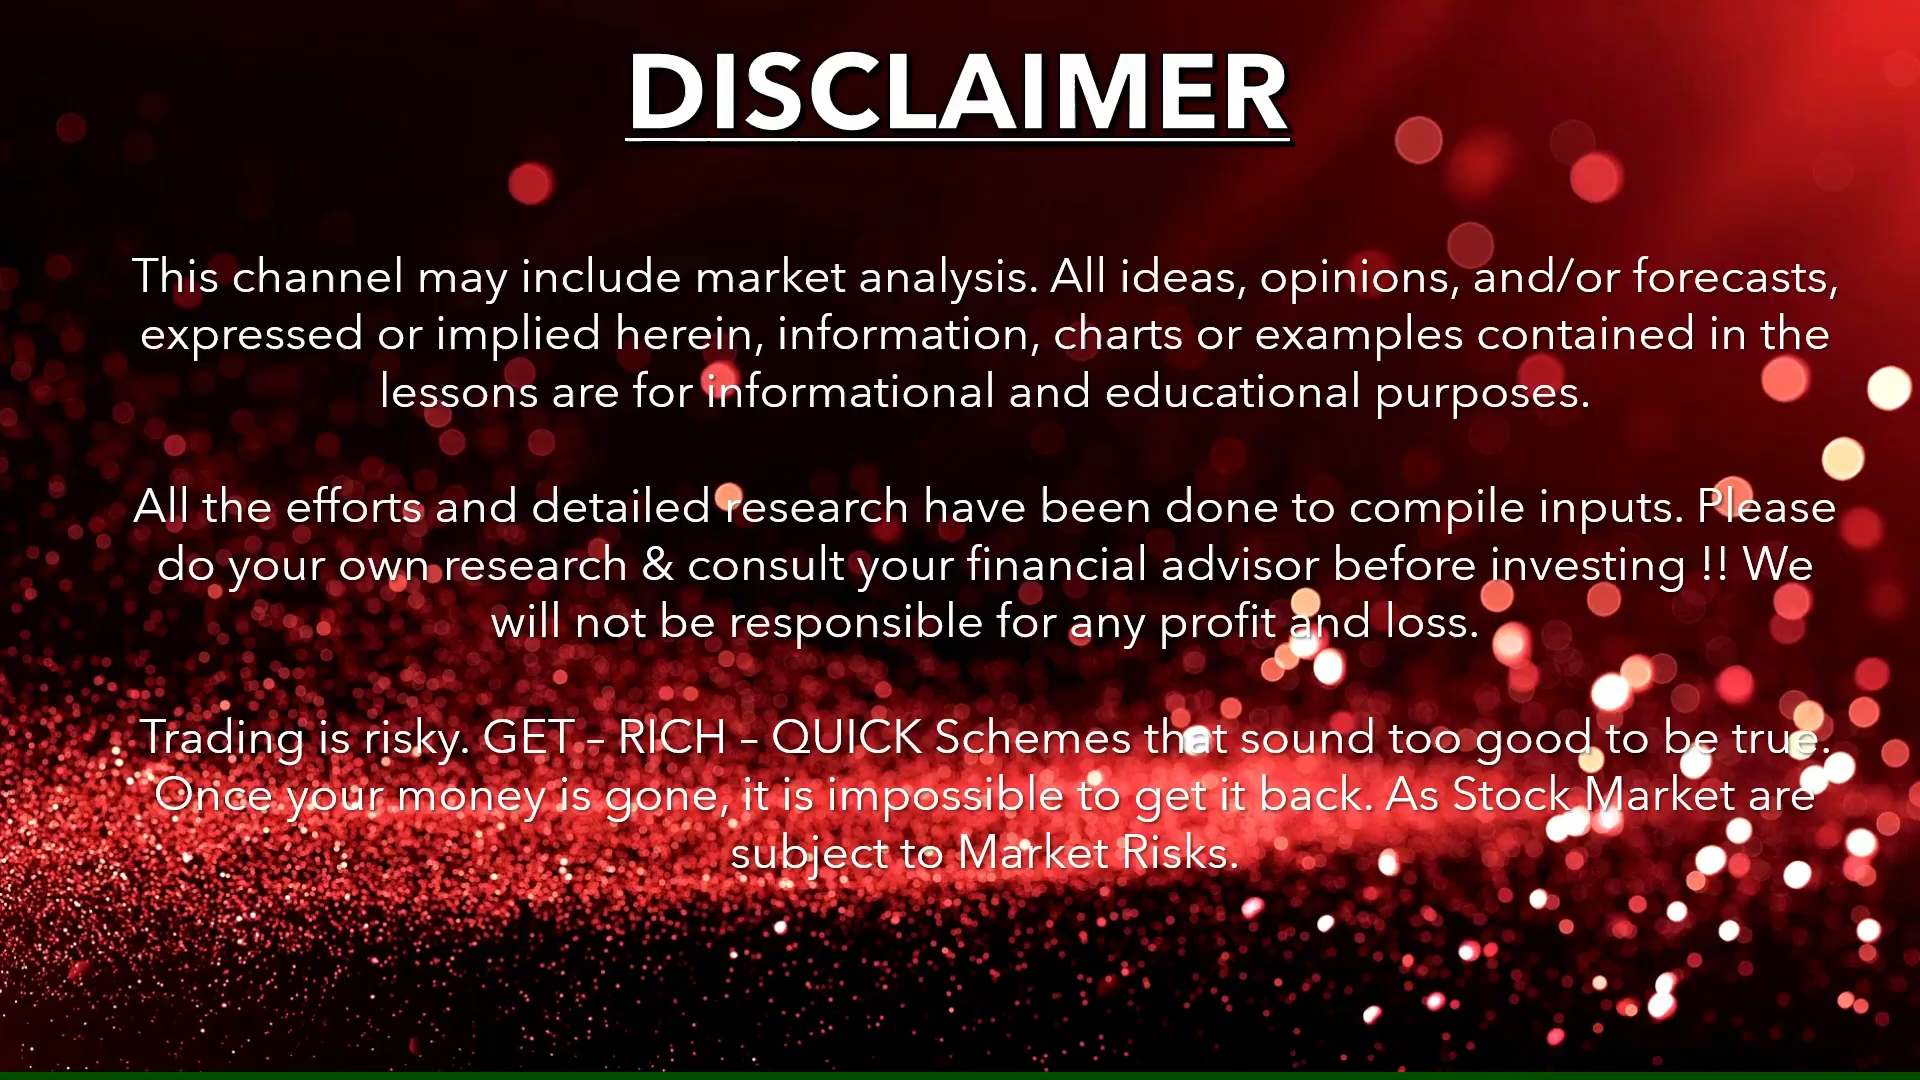 DISCLAIMER
This channel may include market analysis. All ideas, opinions, and/or forecasts,
expressed or implied herein, information, charts or examples contained in the
lessons are for informational and educational purposes.
All the efforts and detailed research have been done to compile inputs. Please
do your own research & consult your financial advisor before investing !! We
will not be responsible for any profit and loss.
Trading is risky. GET – RICH – QUICK Schemes that sound too good to be true.
Once your money is gone, it is impossible to get it back. As Stock Market are
subject to Market Risks.